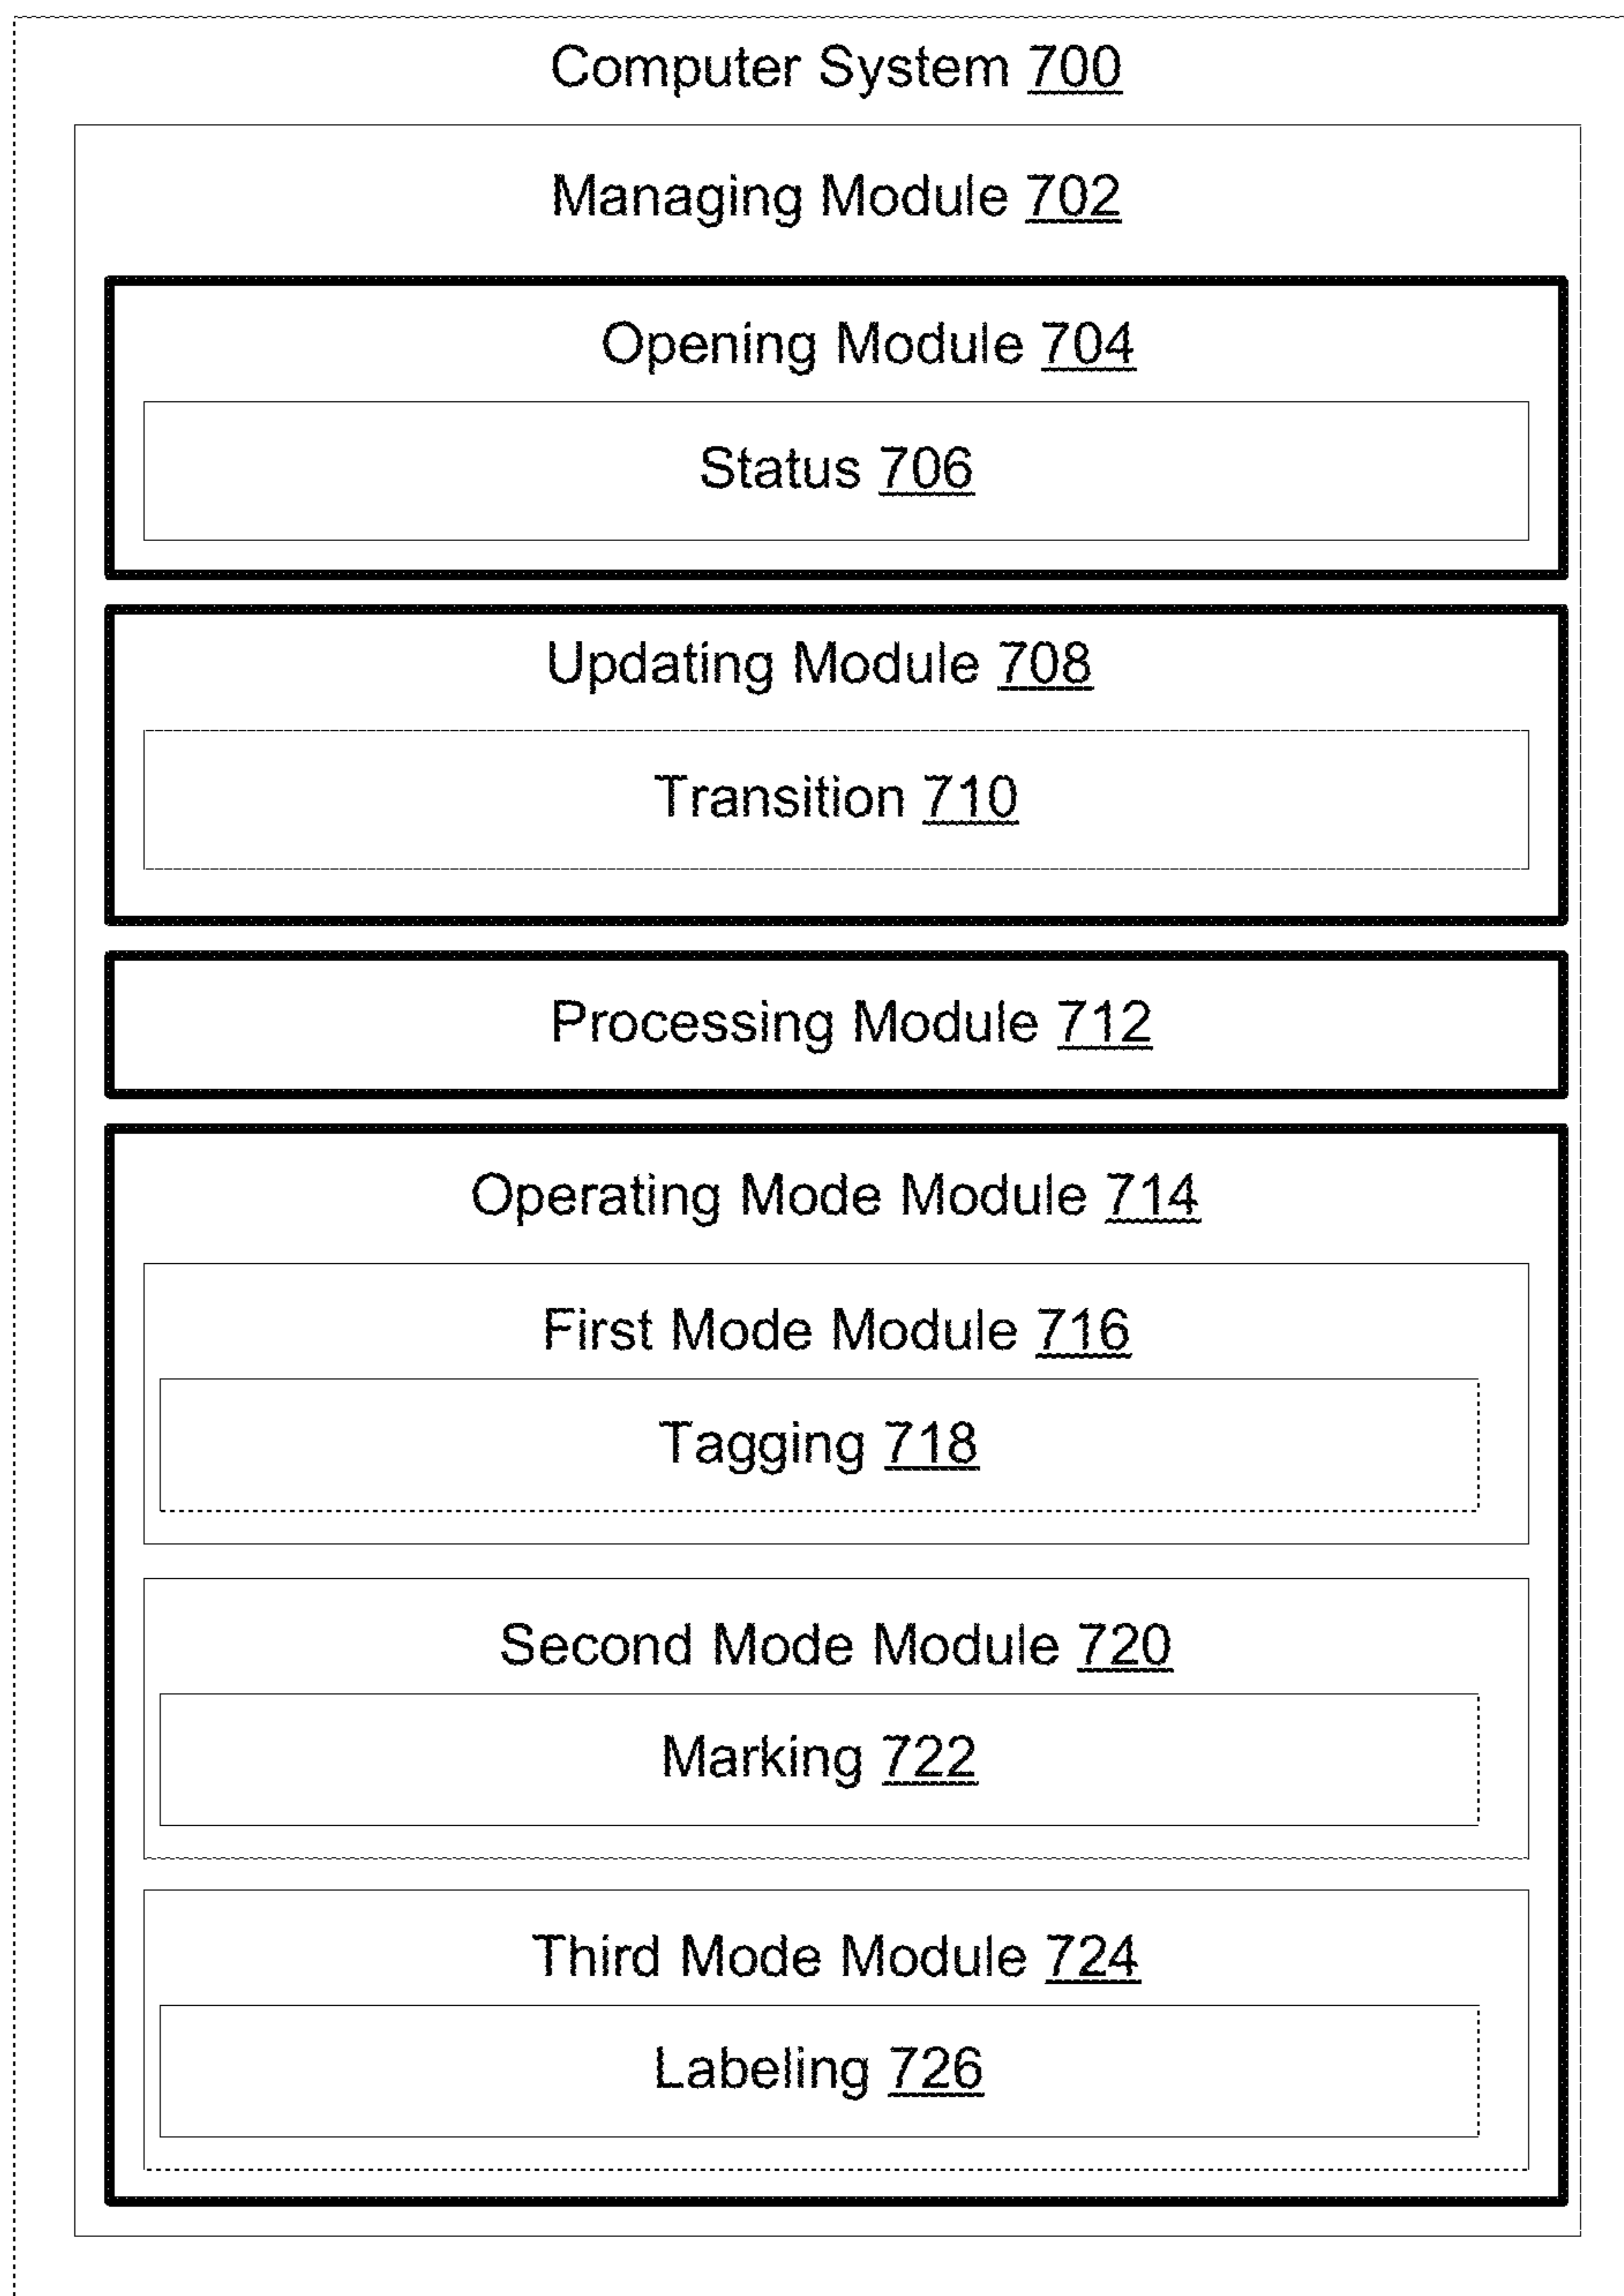 Computer System 700
Managing Module 702
Opening Module 704
Status 706
Updating Module 708
Transition 710
Processing Module 712
Operating Mode Module 714
First Mode Module 716
Tagging 718
Second Mode Module 720
Marking 722
Third Mode Module 724
Labeling 726